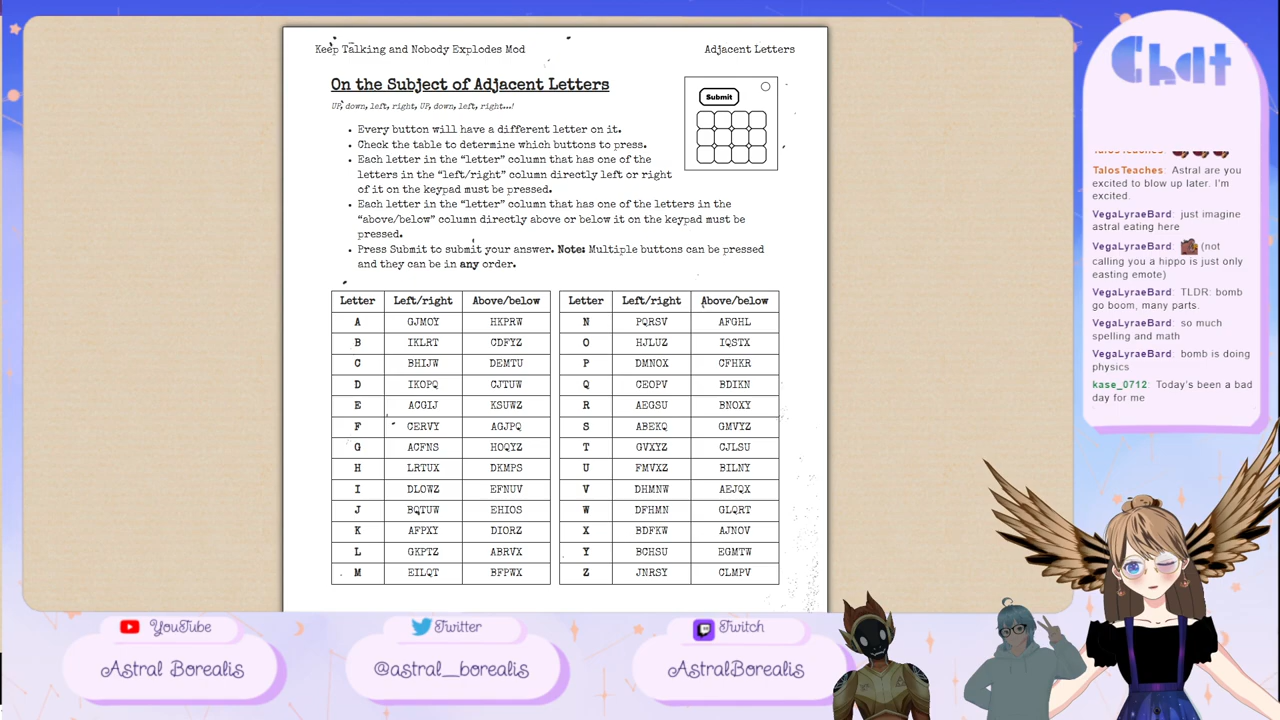 Keep Talking and Nobody Explodes Mod
Adjacent Letters
On the Subject of Adjacent Letters
UP, down, left, right, UP, down, left, right...!
Submit
• Every button will have a different letter on it.
• Check the table to determine which buttons to press.
• Each letter in the “letter” column that has one of the
letters in the “left/right” column directly left or right
of it on the keypad must be pressed.
• Each letter in the “letter” column that has one of the letters in the
“above/below” column directly above or below it on the keypad must be
pressed.
• Press Submit to submit your answer. Note: Multiple buttons can be pressed
and they can be in any order.
Letter Left/right Above/below Letter Left/right Above/below
A GJMOY HKPRW N PQRSV AFGHL
B IKLRT CDFYZ O HJLUZ IQSTX
C BHIJW DEMTU P DMNOX CFHKR
D IKOPQ CJTUW Q CEOPV BDIKN
E ACGIJ KSUWZ R AEGSU BNOXY
F CERVY AGJPQ S ABEKQ GMVYZ
G ACFNS HOQYZ T GVXYZ CJLSU
H LRTUX DKMPS U FMVXZ BILNY
I DLOWZ EFNUV V DHMNW AEJQX
J BQTUW EHIOS W DFHMN GLQRT
K AFPXY DIORZ X BDFKW AJNOV
L GKPTZ ABRVX Y BCHSU EGMTW
M EILQT BFPWX Z JNRSY CLMPV
Chat
TalosTeaches:
TalosTeaches: Astral are you
excited to blow up later. I'm
excited.
VegaLyraeBard: just imagine
astral eating here
VegaLyraeBard: (not
calling you a hippo is just only
easting emote)
VegaLyraeBard: TLDR: bomb
go boom, many parts.
VegaLyraeBard: so much
spelling and math
VegaLyraeBard: bomb is doing
physics
kase_0712: Today's been a bad
day for me
YouTube
Astral Borealis
Twitter
@astral__borealis
Twitch
AstralBorealis